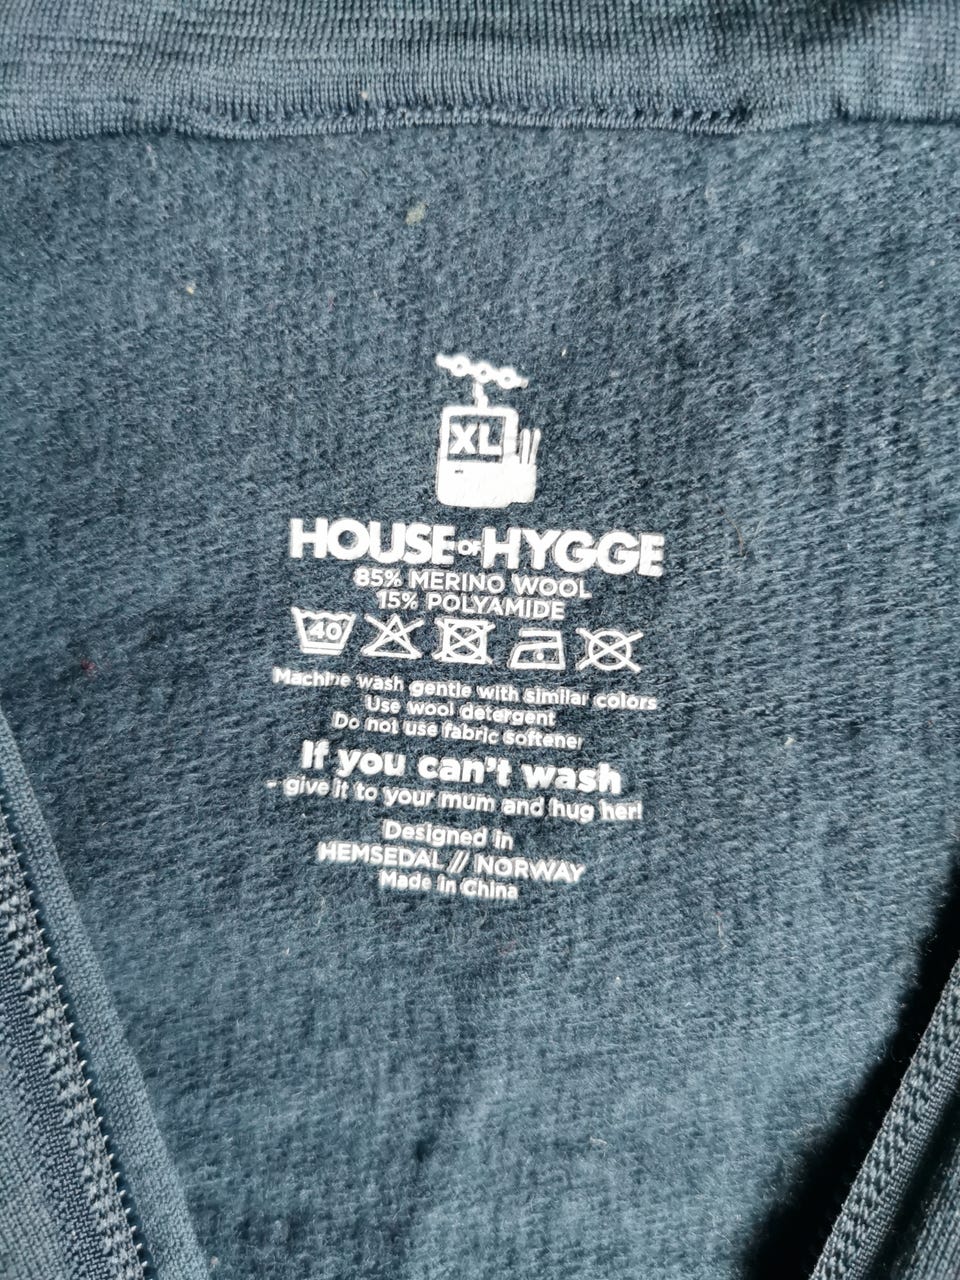 XL
HOUSE OF HYGGE
85% MERINO WOOL
15% POLYAMIDE
40
Machine wash gentle with similar colors
Use wool detergent
Do not use fabric softener
If you can't wash
- give it to your mum and hug her!
Designed in
HEMSEDAL // NORWAY
Made in China